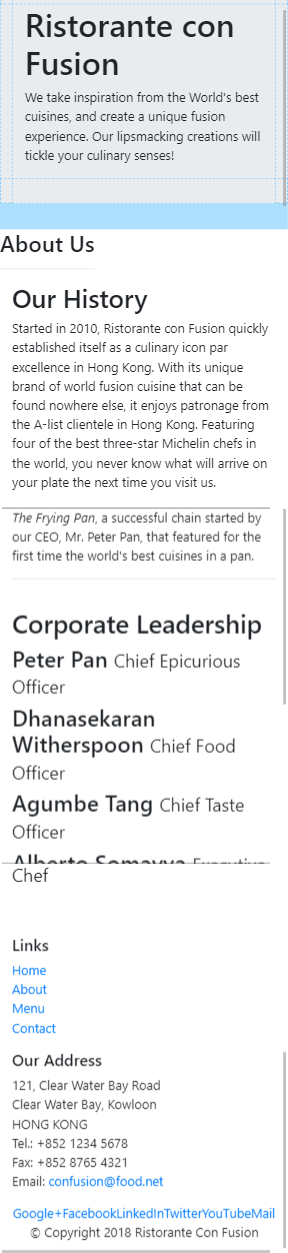 Ristorante con
Fusion
We take inspiration from the World's best
cuisines, and create a unique fusion
experience. Our lipsmacking creations will
tickle your culinary senses!
About Us
Our History
Started in 2010, Ristorante con Fusion quickly
established itself as a culinary icon par
excellence in Hong Kong. With its unique
brand of world fusion cuisine that can be
found nowhere else, it enjoys patronage from
the A-list clientele in Hong Kong. Featuring
four of the best three-star Michelin chefs in
the world, you never know what will arrive on
your plate the next time you visit us.
The Frying Pan, a successful chain started by
our CEO, Mr. Peter Pan, that featured for the
first time the world's best cuisines in a pan.
Corporate Leadership
Peter Pan Chief Epicurious
Officer
Dhanasekaran
Witherspoon Chief Food
Officer
Agumbe Tang Chief Taste
Officer
Alberto Somayya Executive
Chef
Links
Home
About
Menu
Contact
Our Address
121, Clear Water Bay Road
Clear Water Bay, Kowloon
HONG KONG
Tel.: +852 1234 5678
Fax: +852 8765 4321
Email: confusion@food.net
Google+FacebookLinkedInTwitterYouTubeMail
© Copyright 2018 Ristorante Con Fusion